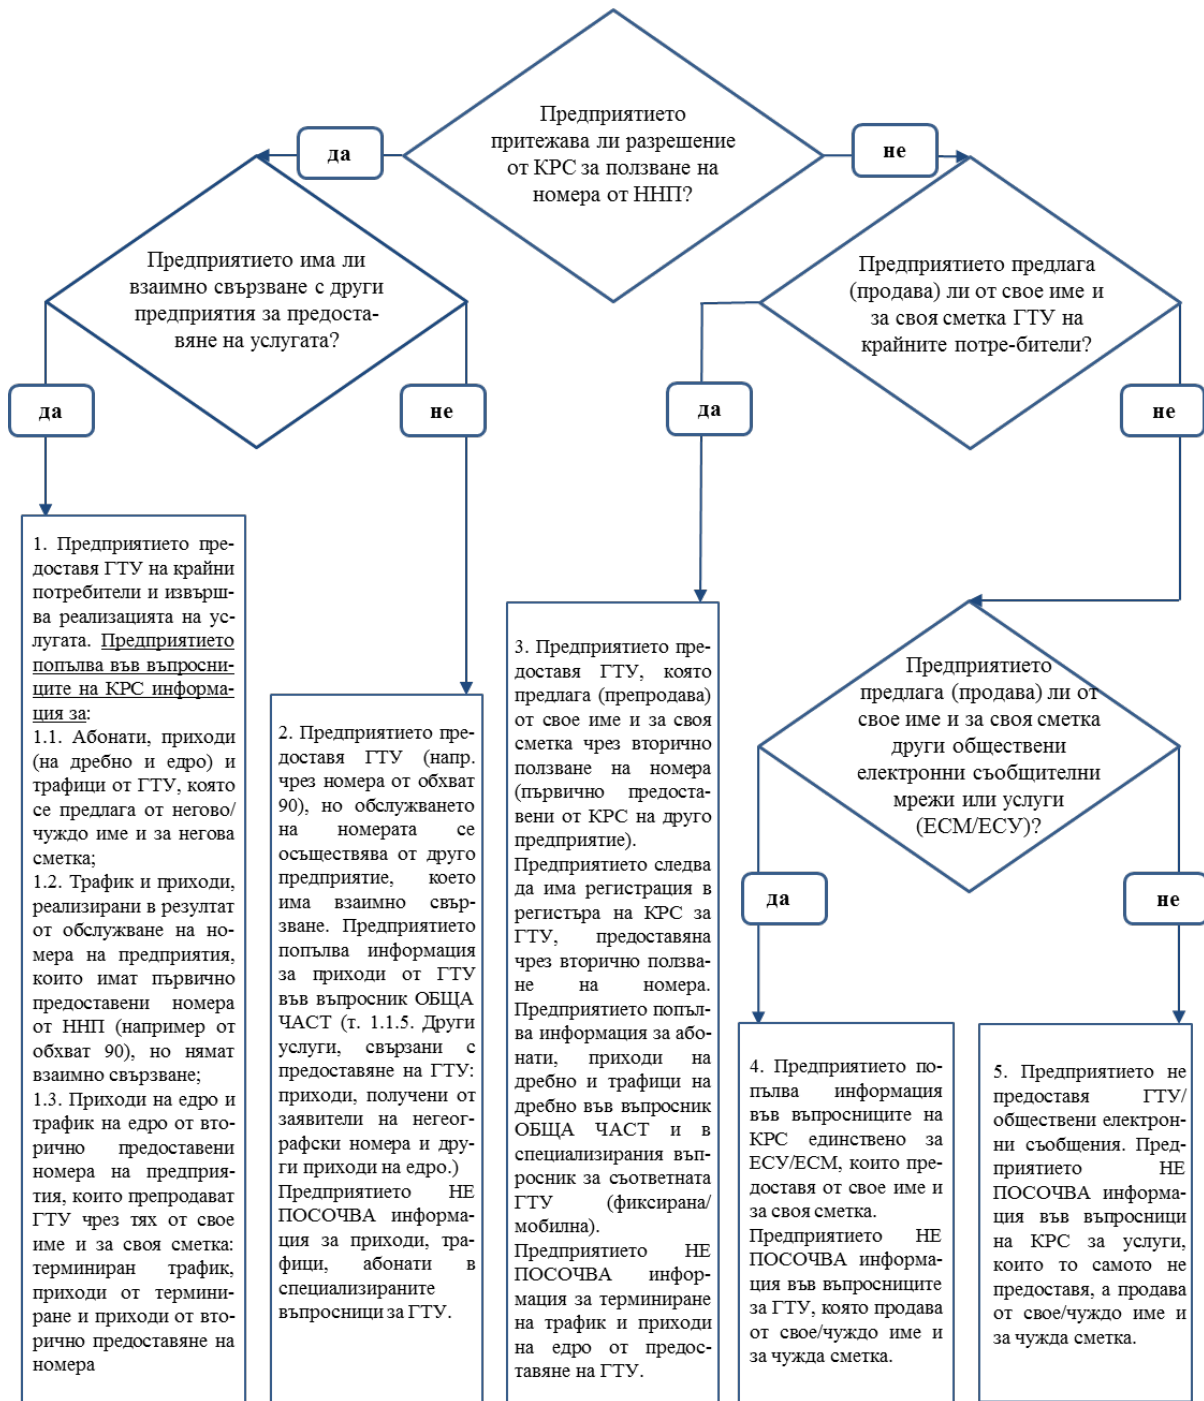 Предприятието
притежава ли разрешение
от КРС за ползване на
номера от ННП?
да
не
Предприятието има ли
взаимно свързване с други
предприятия за предоста-
вяне на услугата?
Предприятието предлага
(продава) ли от свое име и
за своя сметка ГТУ на
крайните потре-бители?
да
не
да
не
1. Предприятието пре-
доставя ГТУ на крайни
потребители и извърш-
ва реализацията на ус-
лугата. Предприятието
попълва във въпросни-
ците на КРС информа-
ция за:
1.1. Абонати, приходи
(на дребно и едро) и
трафици от ГТУ, която
се предлага от негово/
чуждо име и за негова
сметка;
1.2. Трафик и приходи,
реализирани в резултат
от обслужване на но-
мера на предприятия,
които имат първично
предоставени номера
от ННП (например от
обхват 90), но нямат
взаимно свързване;
1.3. Приходи на едро и
трафик на едро от вто-
рично предоставени
номера на предприя-
тия, които препродават
ГТУ чрез тях от свое
име и за своя сметка:
терминиран трафик,
приходи от термини-
ране и приходи от вто-
рично предоставяне на
номера
2. Предприятието пре-
доставя ГТУ (напр.
чрез номера от обхват
90), но обслужването
на номерата се
осъществява от друго
предприятие, което
има взаимно свър-
зване. Предприятието
попълва информация
за приходи от ГТУ
във въпросник ОБЩА
ЧАСТ (т. 1.1.5. Други
услуги, свързани с
предоставяне на ГТУ:
приходи, получени от
заявители на негеог-
рафски номера и дру-
ги приходи на едро.)
Предприятието НЕ
ПОСОЧВА информа-
ция за приходи, тра-
фици, абонати в
специализираните
въпросници за ГТУ.
3. Предприятието пре-
доставя ГТУ, която
предлага (препродава)
от свое име и за своя
сметка чрез вторично
ползване на номера
(първично предоста-
вени от КРС на друго
предприятие).
Предприятието следва
да има регистрация в
регистъра на КРС за
ГТУ, предоставяна
чрез вторично ползва-
не на номера.
Предприятието попъл-
ва информация за або-
нати, приходи на
дребно и трафици на
дребно във въпросник
ОБЩА ЧАСТ и в
специализирания въп-
росник за съответната
ГТУ (фиксирана/
мобилна).
Предприятието НЕ
ПОСОЧВА инфор-
мация за терминиране
на трафик и приходи
на едро от предос-
тавяне на ГТУ.
Предприятието
предлага (продава) ли от
свое име и за своя сметка
други обществени
електронни съобщителни
мрежи или услуги
(ЕСМ/ЕСУ)?
да
не
4. Предприятието по-
пълва информация
във въпросниците на
КРС единствено за
ЕСУ/ЕСМ, които пре-
доставя от свое име и
за своя сметка.
Предприятието НЕ
ПОСОЧВА информа-
ция във въпросниците
за ГТУ, която продава
от свое/чуждо име и
за чужда сметка.
5. Предприятието не
предоставя ГТУ/
обществени електрон-
ни съобщения. Пред-
приятието НЕ
ПОСОЧВА информа-
ция във въпросници
на КРС за услуги,
които то самото не
предоставя, а продава
от свое/чуждо име и
за чужда сметка.